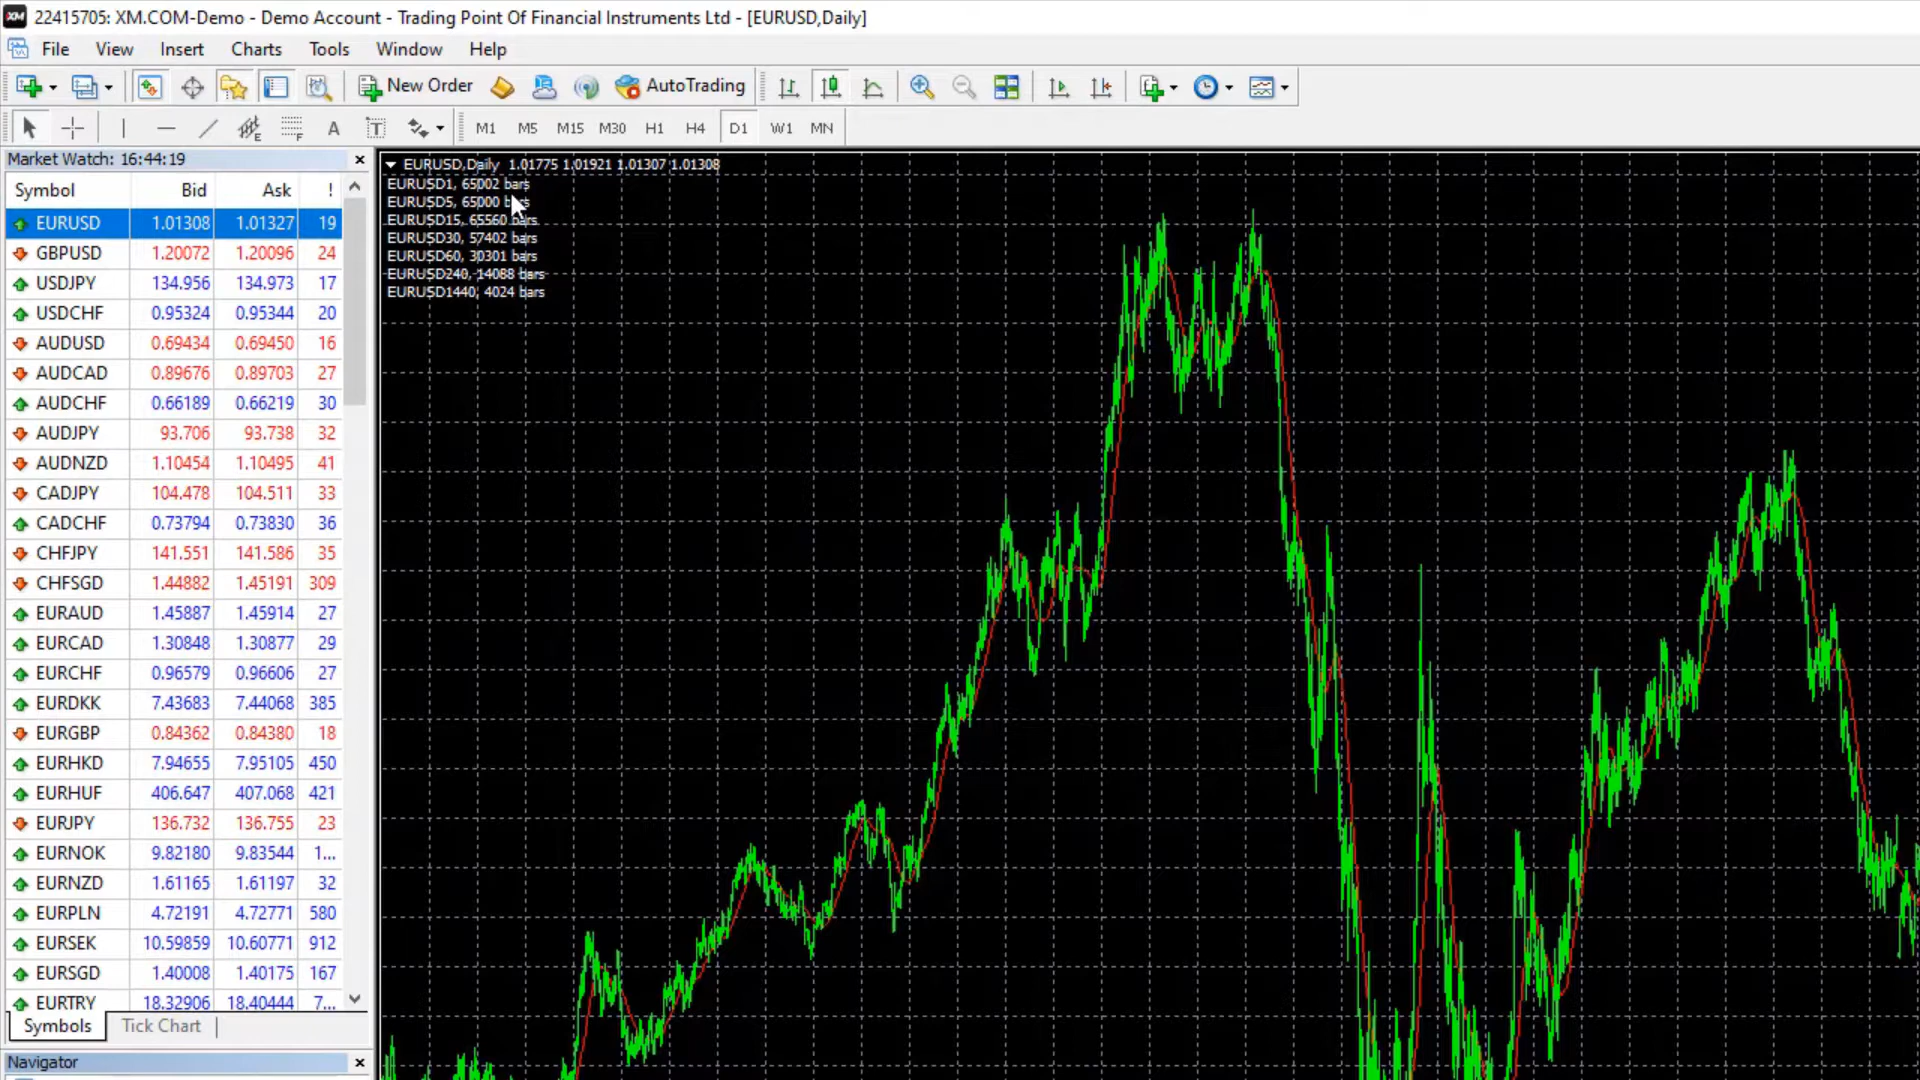 22415705: XM.COM-Demo - Demo Account - Trading Point Of Financial Instruments Ltd - [EURUSD,Daily]
File View Insert Charts Tools Window Help
New Order AutoTrading
A T M1 M5 M15 M30 H1 H4 D1 W1 MN
Market Watch: 16:44:19
Symbol Bid Ask !
EURUSD 1.01308 1.01327 19
GBPUSD 1.20072 1.20096 24
USDJPY 134.956 134.973 17
USDCHF 0.95324 0.95344 20
AUDUSD 0.69434 0.69450 16
AUDCAD 0.89676 0.89703 27
AUDCHF 0.66189 0.66219 30
AUDJPY 93.706 93.738 32
AUDNZD 1.10454 1.10495 41
CADJPY 104.478 104.511 33
CADCHF 0.73794 0.73830 36
CHFJPY 141.551 141.586 35
CHFSGD 1.44882 1.45191 309
EURAUD 1.45887 1.45914 27
EURCAD 1.30848 1.30877 29
EURCHF 0.96579 0.96606 27
EURDKK 7.43683 7.44068 385
EURGBP 0.84362 0.84380 18
EURHKD 7.94655 7.95105 450
EURHUF 406.647 407.068 421
EURJPY 136.732 136.755 23
EURNOK 9.82180 9.83544 1...
EURNZD 1.61165 1.61197 32
EURPLN 4.72191 4.72771 580
EURSEK 10.59859 10.60771 912
EURSGD 1.40008 1.40175 167
EURTRY 18.32906 18.40444 7...
Symbols Tick Chart
Navigator
EURUSD,Daily 1.01775 1.01921 1.01307 1.01308
EURUSD1, 65002 bars
EURUSD5, 65000 bars
EURUSD15, 65560 bars
EURUSD30, 57402 bars
EURUSD60, 30301 bars
EURUSD240, 14088 bars
EURUSD1440, 4024 bars